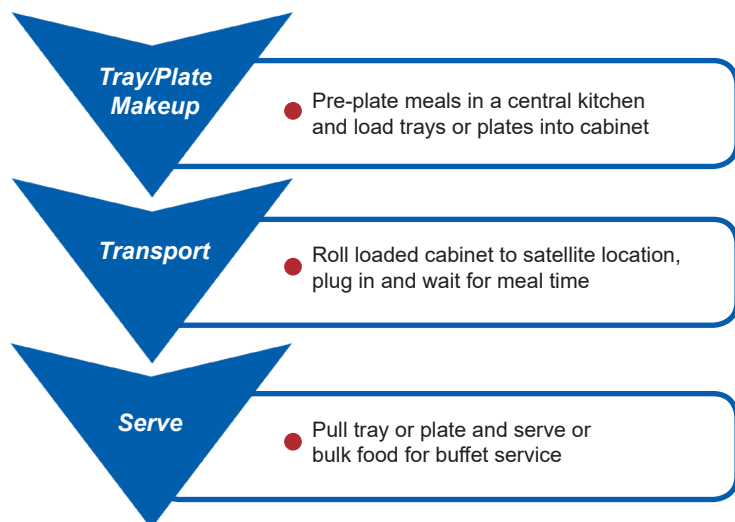 Tray/Plate
Makeup
Pre-plate meals in a central kitchen
and load trays or plates into cabinet
Transport
Roll loaded cabinet to satellite location,
plug in and wait for meal time
Serve
Pull tray or plate and serve or
bulk food for buffet service